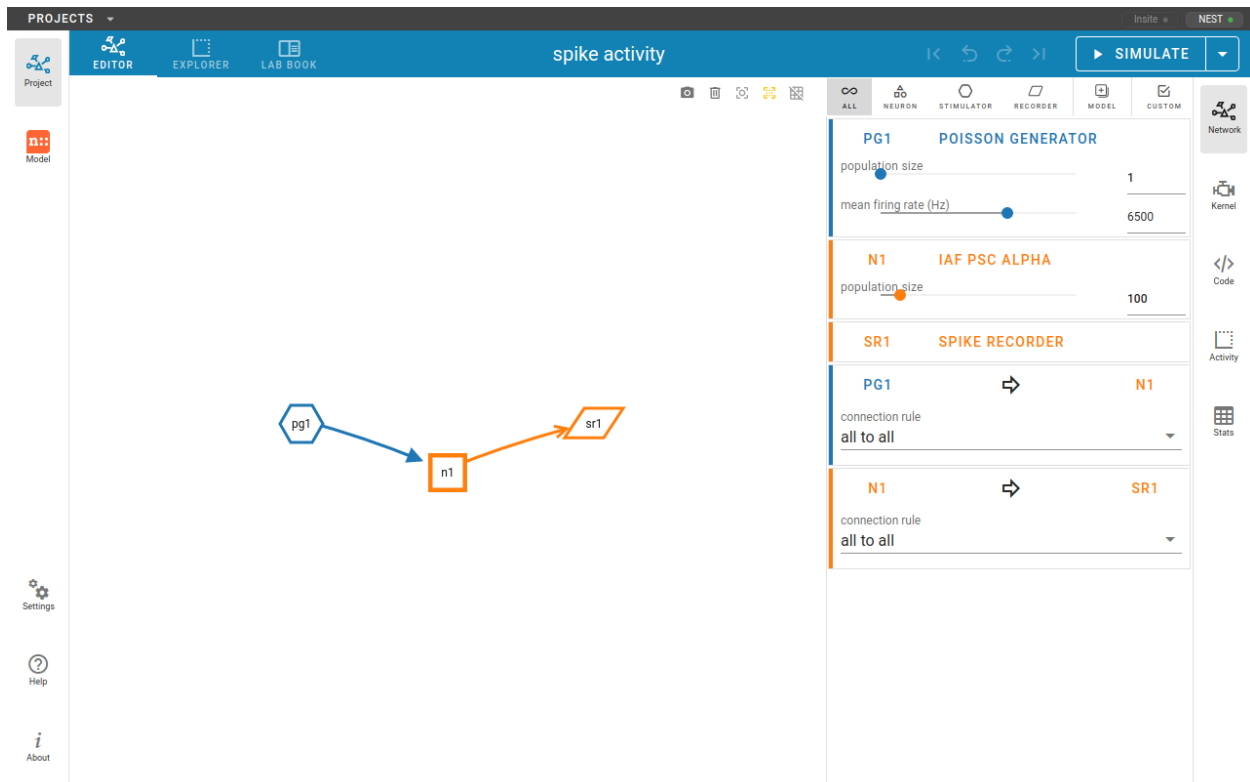 PROJECTS
Insite
NEST
Project
EDITOR
EXPLORER
LAB BOOK
spike activity
SIMULATE
Model
Settings
Help
i
About
ALL
NEURON
STIMULATOR
RECORDER
MODEL
CUSTOM
PG1 POISSON GENERATOR
population size
1
mean firing rate (Hz)
6500
N1 IAF PSC ALPHA
population size
100
SR1 SPIKE RECORDER
PG1 N1
connection rule
all to all
N1 SR1
connection rule
all to all
pg1
n1
sr1
Network
Kernel
</>
Code
Activity
Stats
n::